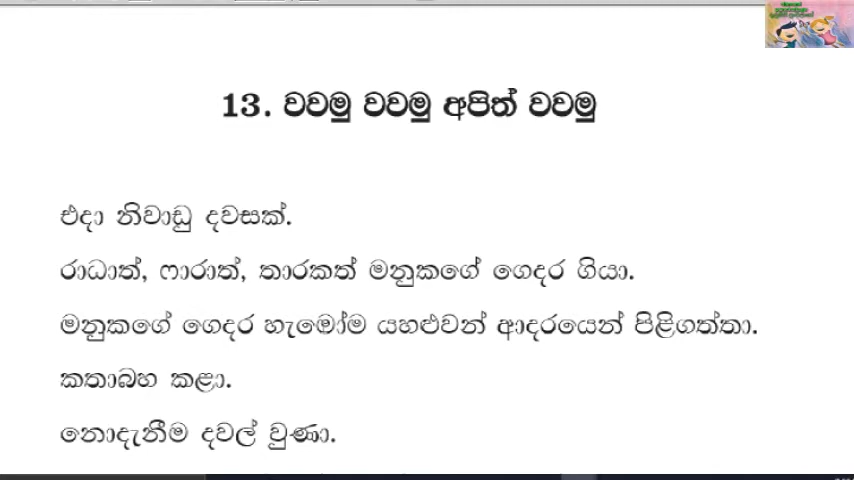 13. වවමු වවමු අපිත් වවමු
එදා නිවාඩු දවසක්.
රාධාත්, ෆාරාත්, තාරකත් මනුකගේ ගෙදර ගියා.
මනුකගේ ගෙදර හැමෝම යහළුවන් ආදරයෙන් පිළිගත්තා.
කතාබහ කළා.
නොදැනීම දවල් වුණා.